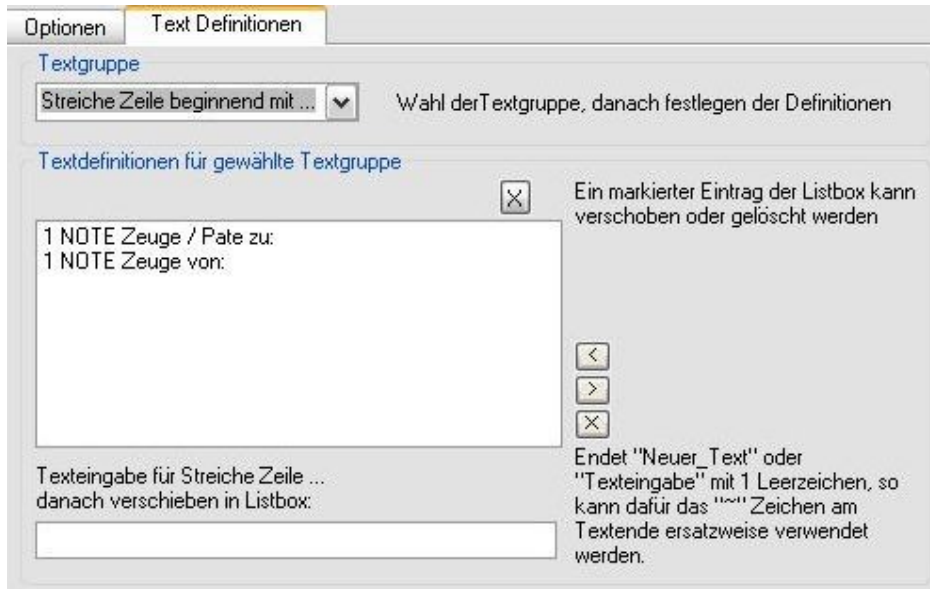 Optionen
Text Definitionen
Textgruppe
Streiche Zeile beginnend mit ...
Wahl derTextgruppe, danach festlegen der Definitionen
Textdefinitionen für gewählte Textgruppe
X
Ein markierter Eintrag der Listbox kann
verschoben oder gelöscht werden
1 NOTE Zeuge / Pate zu:
1 NOTE Zeuge von:
<
>
X
Texteingabe für Streiche Zeile ...
danach verschieben in Listbox:
Endet "Neuer_Text" oder
"Texteingabe" mit 1 Leerzeichen, so
kann dafür das "~" Zeichen am
Textende ersatzweise verwendet
werden.